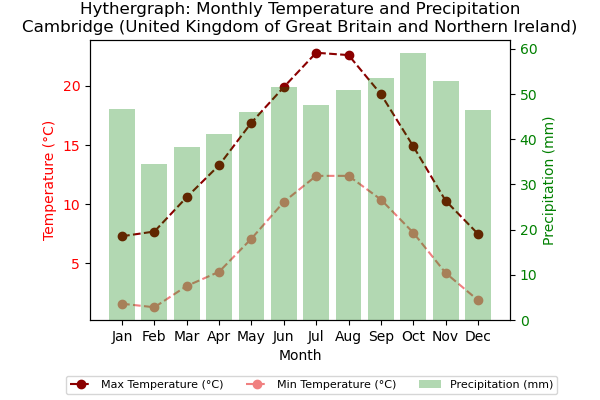 Hythergraph: Monthly Temperature and Precipitation
Cambridge (United Kingdom of Great Britain and Northern Ireland)
20
15
10
5
Temperature (°C)
60
50
40
30
20
10
0
Precipitation (mm)
Jan Feb Mar Apr May Jun Jul Aug Sep Oct Nov Dec
Month
Max Temperature (°C) Min Temperature (°C) Precipitation (mm)